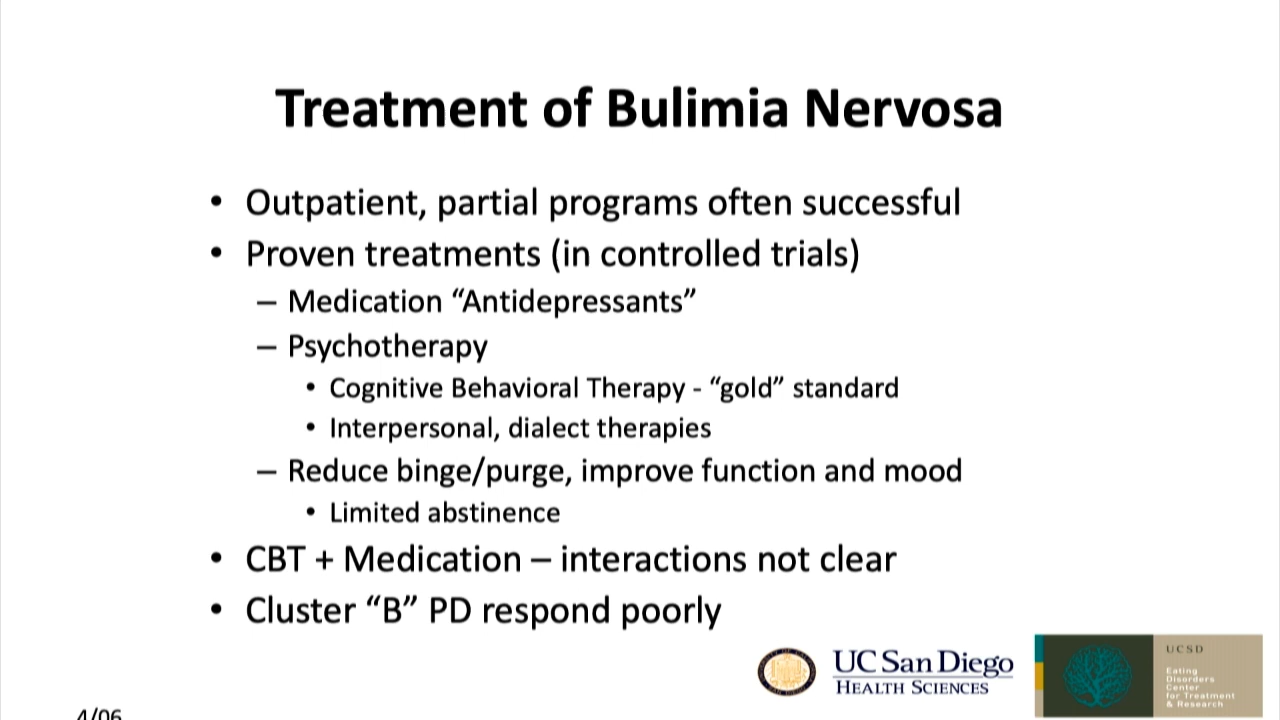 Treatment of Bulimia Nervosa
• Outpatient, partial programs often successful
• Proven treatments (in controlled trials)
– Medication “Antidepressants”
– Psychotherapy
• Cognitive Behavioral Therapy - “gold” standard
• Interpersonal, dialect therapies
– Reduce binge/purge, improve function and mood
• Limited abstinence
• CBT + Medication – interactions not clear
• Cluster “B” PD respond poorly
UC San Diego
HEALTH SCIENCES
UCSD
Eating
Disorders
Center
for Treatment
& Research
4/06